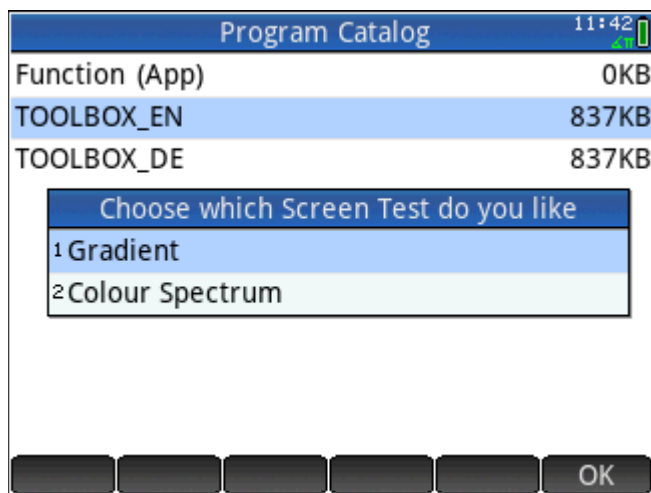 Program Catalog 11:42
∡π
Function (App) 0KB
TOOLBOX_EN 837KB
TOOLBOX_DE 837KB
Choose which Screen Test do you like
1 Gradient
2 Colour Spectrum
OK